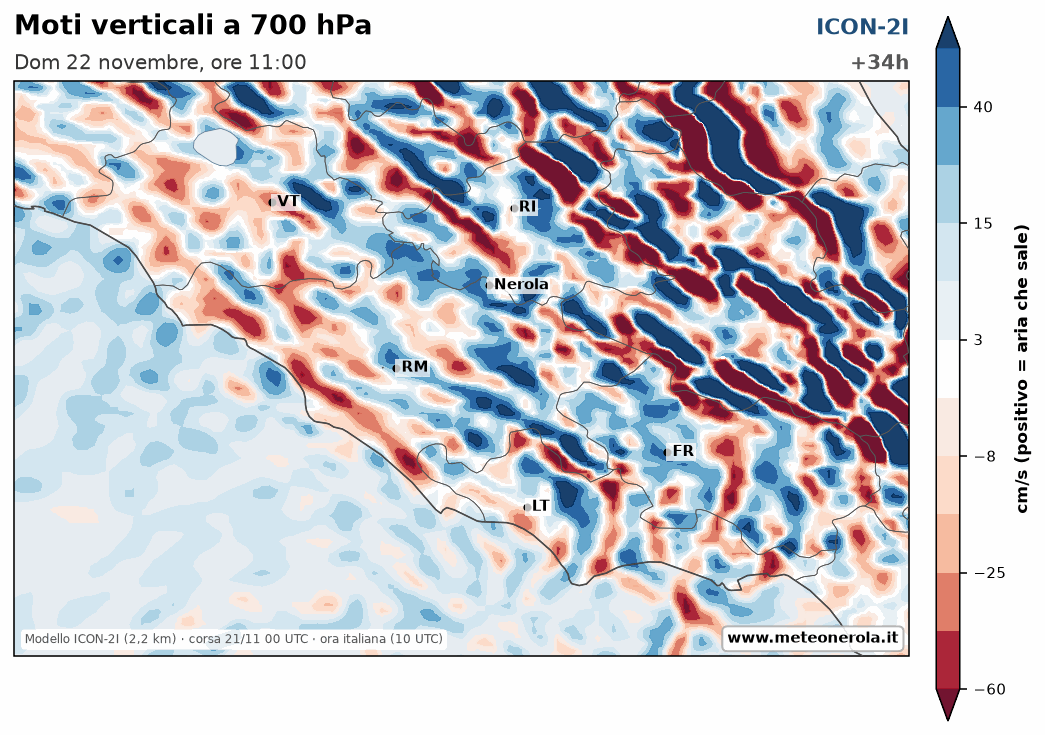 Moti verticali a 700 hPa
ICON-2I
Dom 22 novembre, ore 11:00
+34h
VT
RI
Nerola
RM
FR
LT
Modello ICON-2I (2,2 km) · corsa 21/11 00 UTC · ora italiana (10 UTC)
www.meteonerola.it
40
15
3
−8
−25
−60
cm/s (positivo = aria che sale)